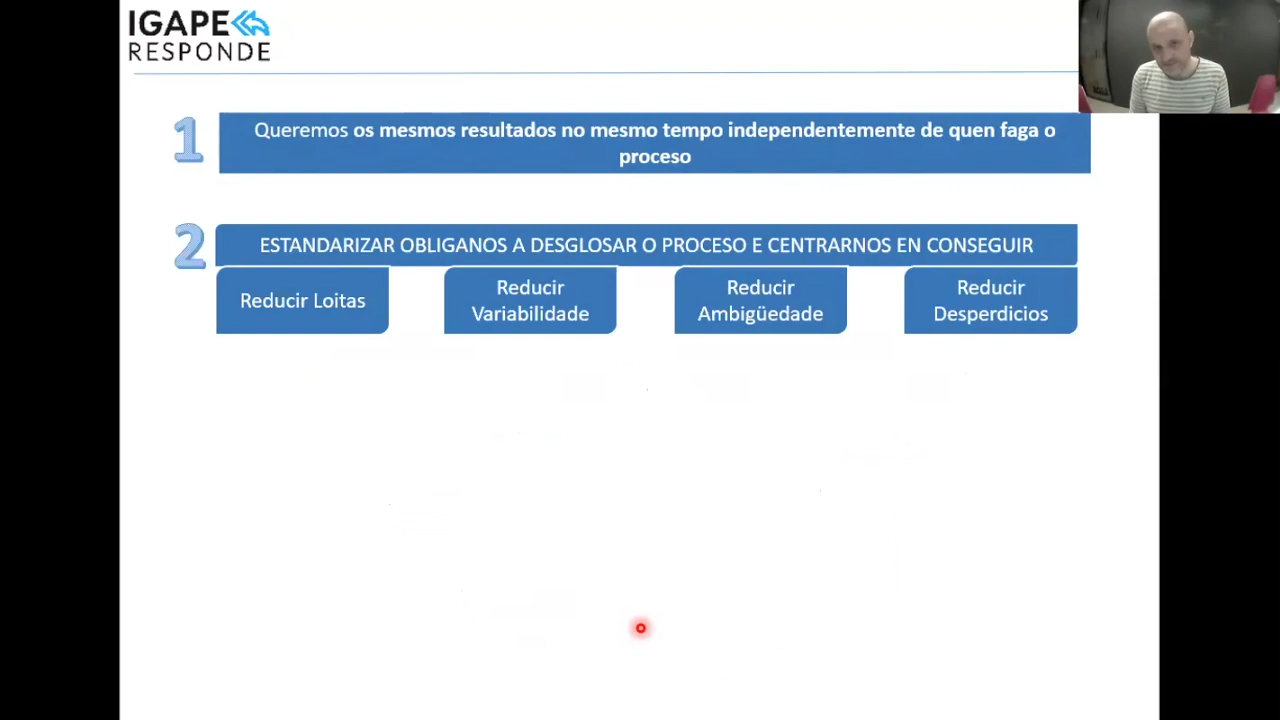 IGAPE
RESPONDE
1
Queremos os mesmos resultados no mesmo tempo independentemente de quen faga o
proceso
2
ESTANDARIZAR OBLIGANOS A DESGLOSAR O PROCESO E CENTRARNOS EN CONSEGUIR
Reducir Loitas
Reducir
Variabilidade
Reducir
Ambigüedade
Reducir
Desperdicios